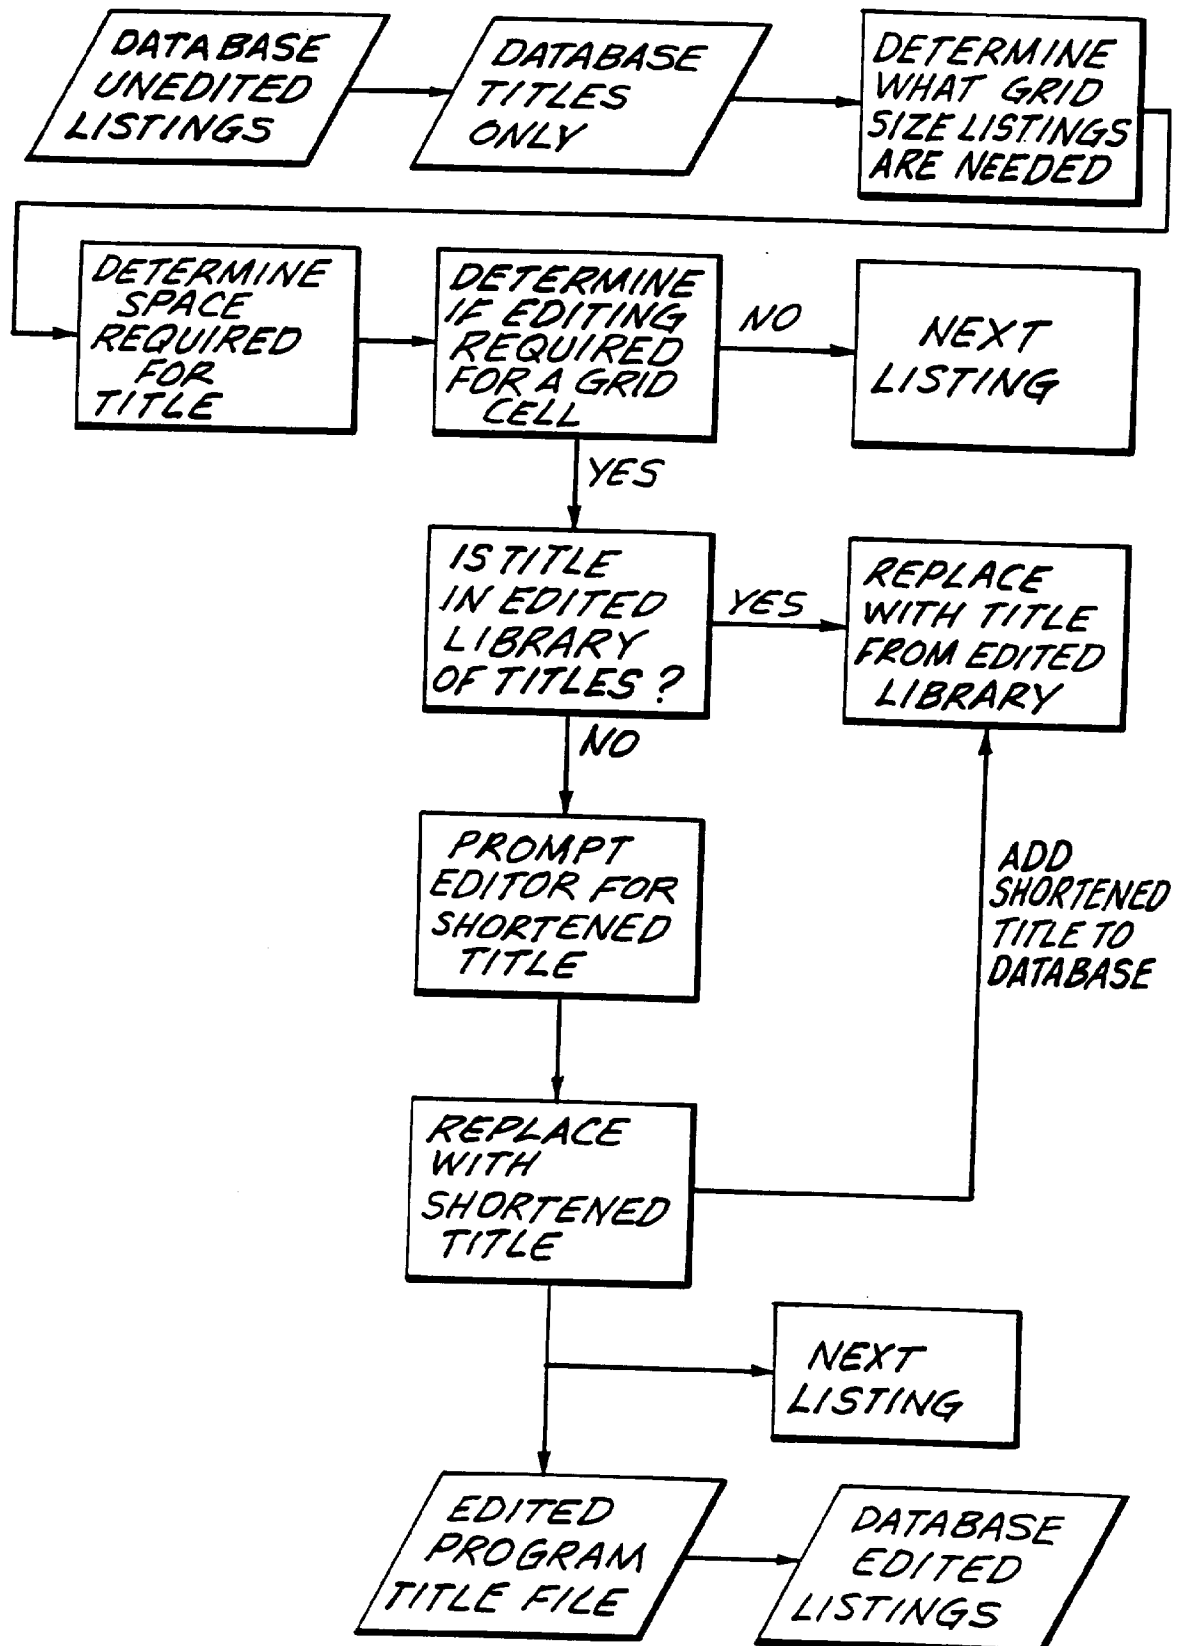 DATABASE
UNEDITED
LISTINGS
DATABASE
TITLES
ONLY
DETERMINE
WHAT GRID
SIZE LISTINGS
ARE NEEDED
DETERMINE
SPACE
REQUIRED
FOR
TITLE
DETERMINE
IF EDITING
REQUIRED
FOR A GRID
CELL
NO
NEXT
LISTING
YES
IS TITLE
IN EDITED
LIBRARY
OF TITLES?
YES
REPLACE
WITH TITLE
FROM EDITED
LIBRARY
NO
PROMPT
EDITOR FOR
SHORTENED
TITLE
ADD
SHORTENED
TITLE TO
DATABASE
REPLACE
WITH
SHORTENED
TITLE
NEXT
LISTING
EDITED
PROGRAM
TITLE FILE
DATABASE
EDITED
LISTINGS